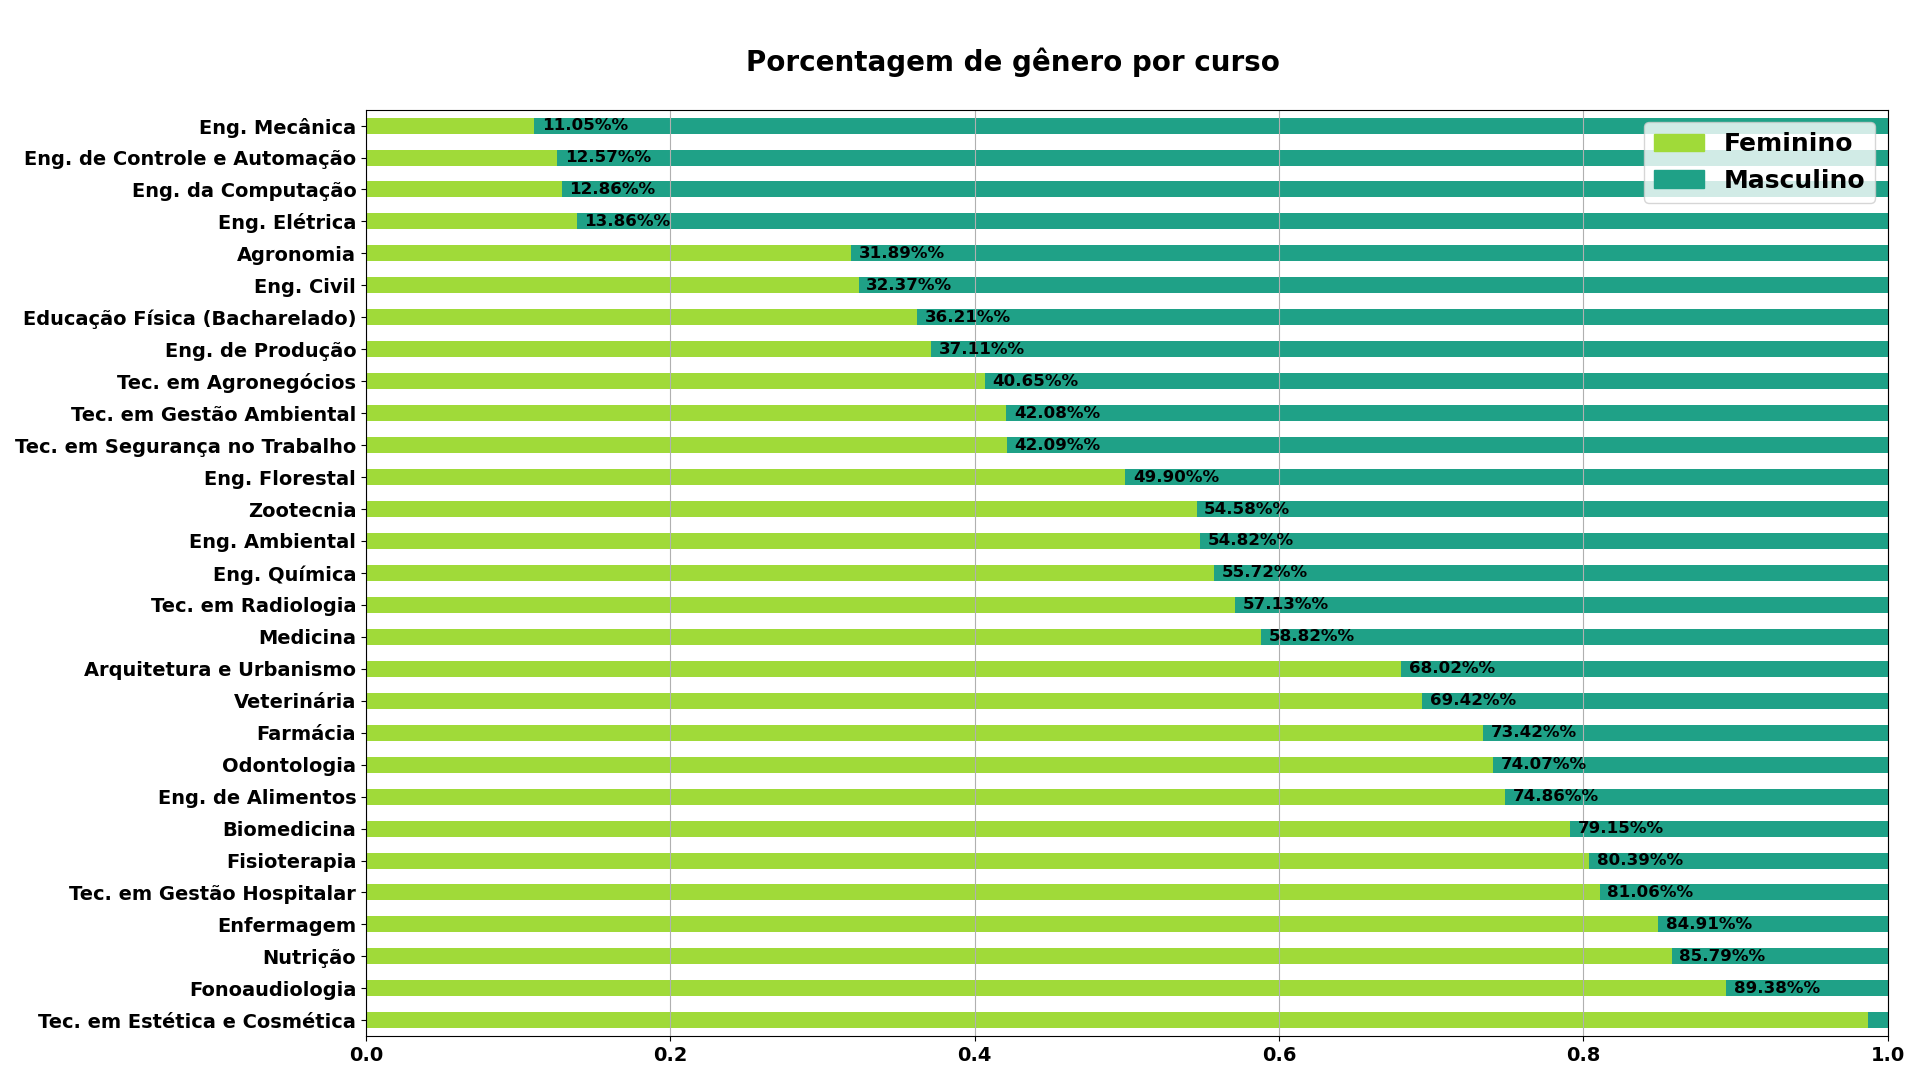 Porcentagem de gênero por curso
Eng. Mecânica 11.05%%
Eng. de Controle e Automação 12.57%%
Eng. da Computação 12.86%%
Eng. Elétrica 13.86%%
Agronomia 31.89%%
Eng. Civil 32.37%%
Educação Física (Bacharelado) 36.21%%
Eng. de Produção 37.11%%
Tec. em Agronegócios 40.65%%
Tec. em Gestão Ambiental 42.08%%
Tec. em Segurança no Trabalho 42.09%%
Eng. Florestal 49.90%%
Zootecnia 54.58%%
Eng. Ambiental 54.82%%
Eng. Química 55.72%%
Tec. em Radiologia 57.13%%
Medicina 58.82%%
Arquitetura e Urbanismo 68.02%%
Veterinária 69.42%%
Farmácia 73.42%%
Odontologia 74.07%%
Eng. de Alimentos 74.86%%
Biomedicina 79.15%%
Fisioterapia 80.39%%
Tec. em Gestão Hospitalar 81.06%%
Enfermagem 84.91%%
Nutrição 85.79%%
Fonoaudiologia 89.38%%
Tec. em Estética e Cosmética
0.0 0.2 0.4 0.6 0.8 1.0
Feminino
Masculino